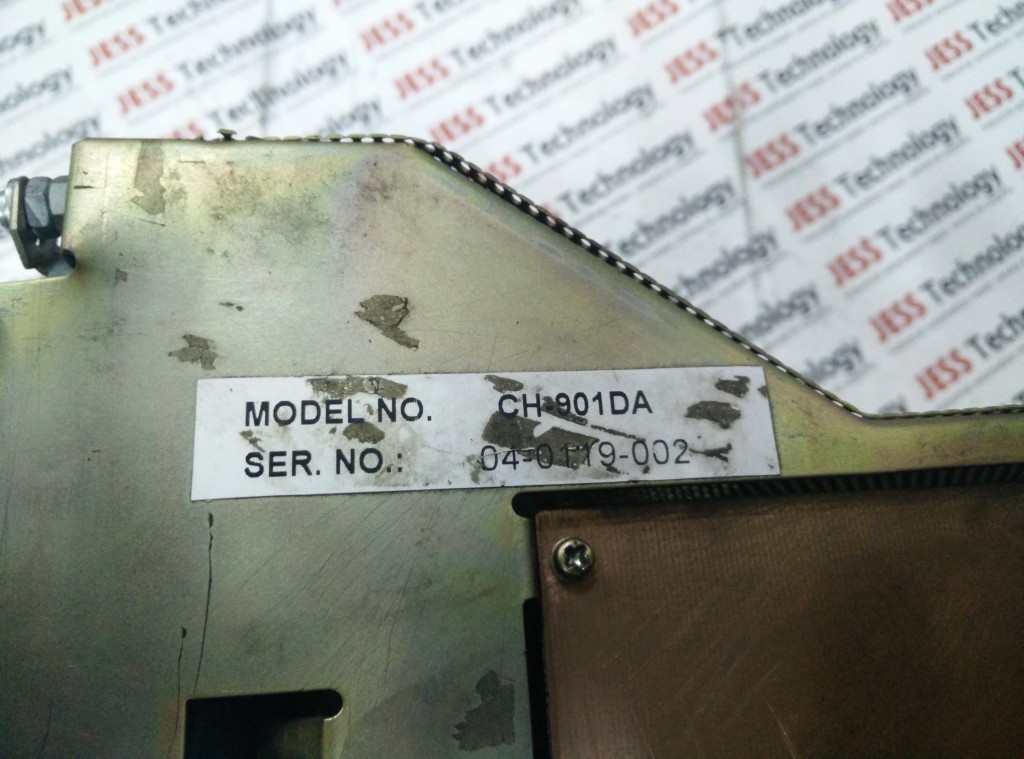 JESS Technology
MODEL NO. CH-901DA
SER. NO.: 04-0119-002